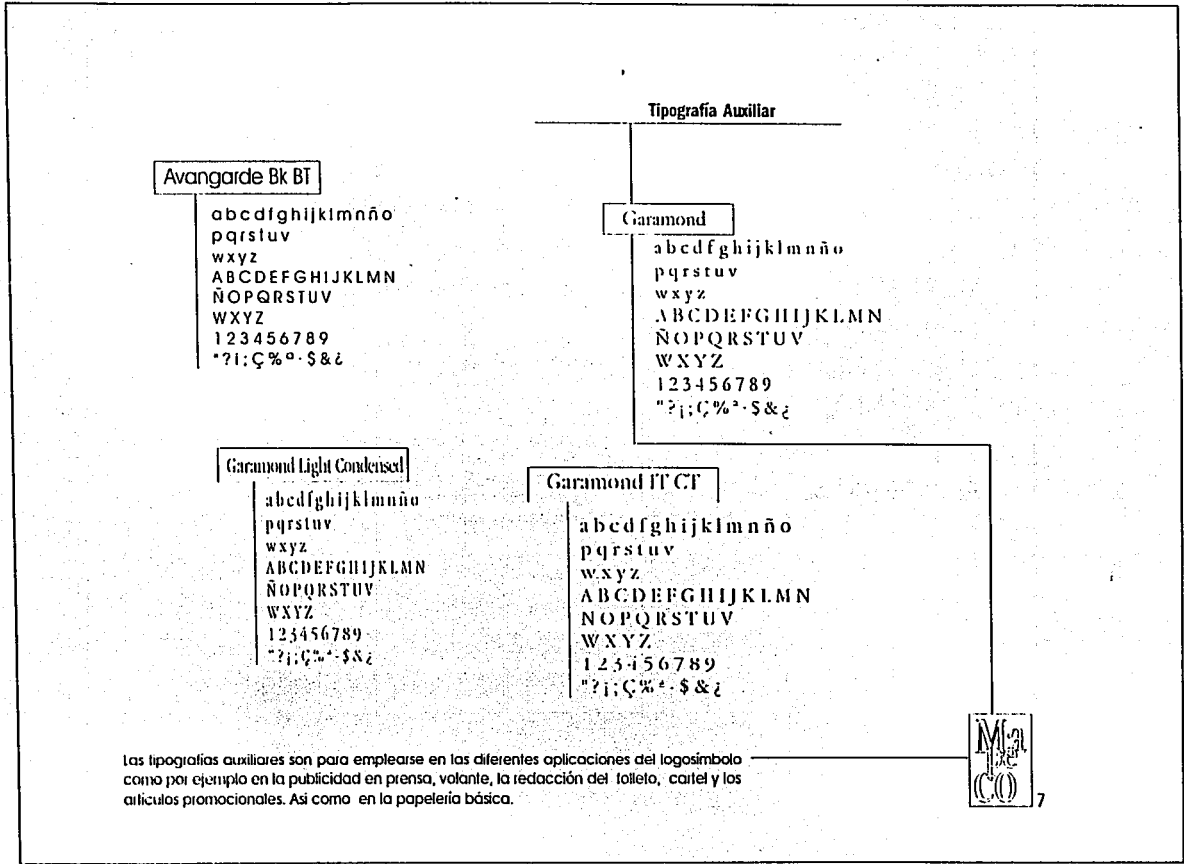 Tipografía Auxiliar
Avangarde Bk BT
abcdfghijklmnño
pqrstuv
wxyz
ABCDEFGHIJKLMN
ÑOPQRSTUV
WXYZ
123456789
"?¡;Ç%ª·$&¿
Garamond
abcdfghijklmnño
pqrstuv
wxyz
ABCDEFGHIJKLMN
ÑOPQRSTUV
WXYZ
123456789
"?¡;Ç%ª·$&¿
Garamond Light Condensed
abcdfghijklmnño
pqrstuv
wxyz
ABCDEFGHIJKLMN
ÑOPQRSTUV
WXYZ
123456789
"?¡;Ç%ª·$&¿
Garamond IT CT
abcdfghijklmnño
pqrstuv
wxyz
ABCDEFGHIJKLMN
NOPQRSTUV
WXYZ
123456789
"?¡;Ç%ª·$&¿
Las tipografías auxiliares son para emplearse en las diferentes aplicaciones del logosímbolo
como por ejemplo en la publicidad en prensa, volante, la redacción del folleto, cartel y los
artículos promocionales. Así como en la papelería básica.
7